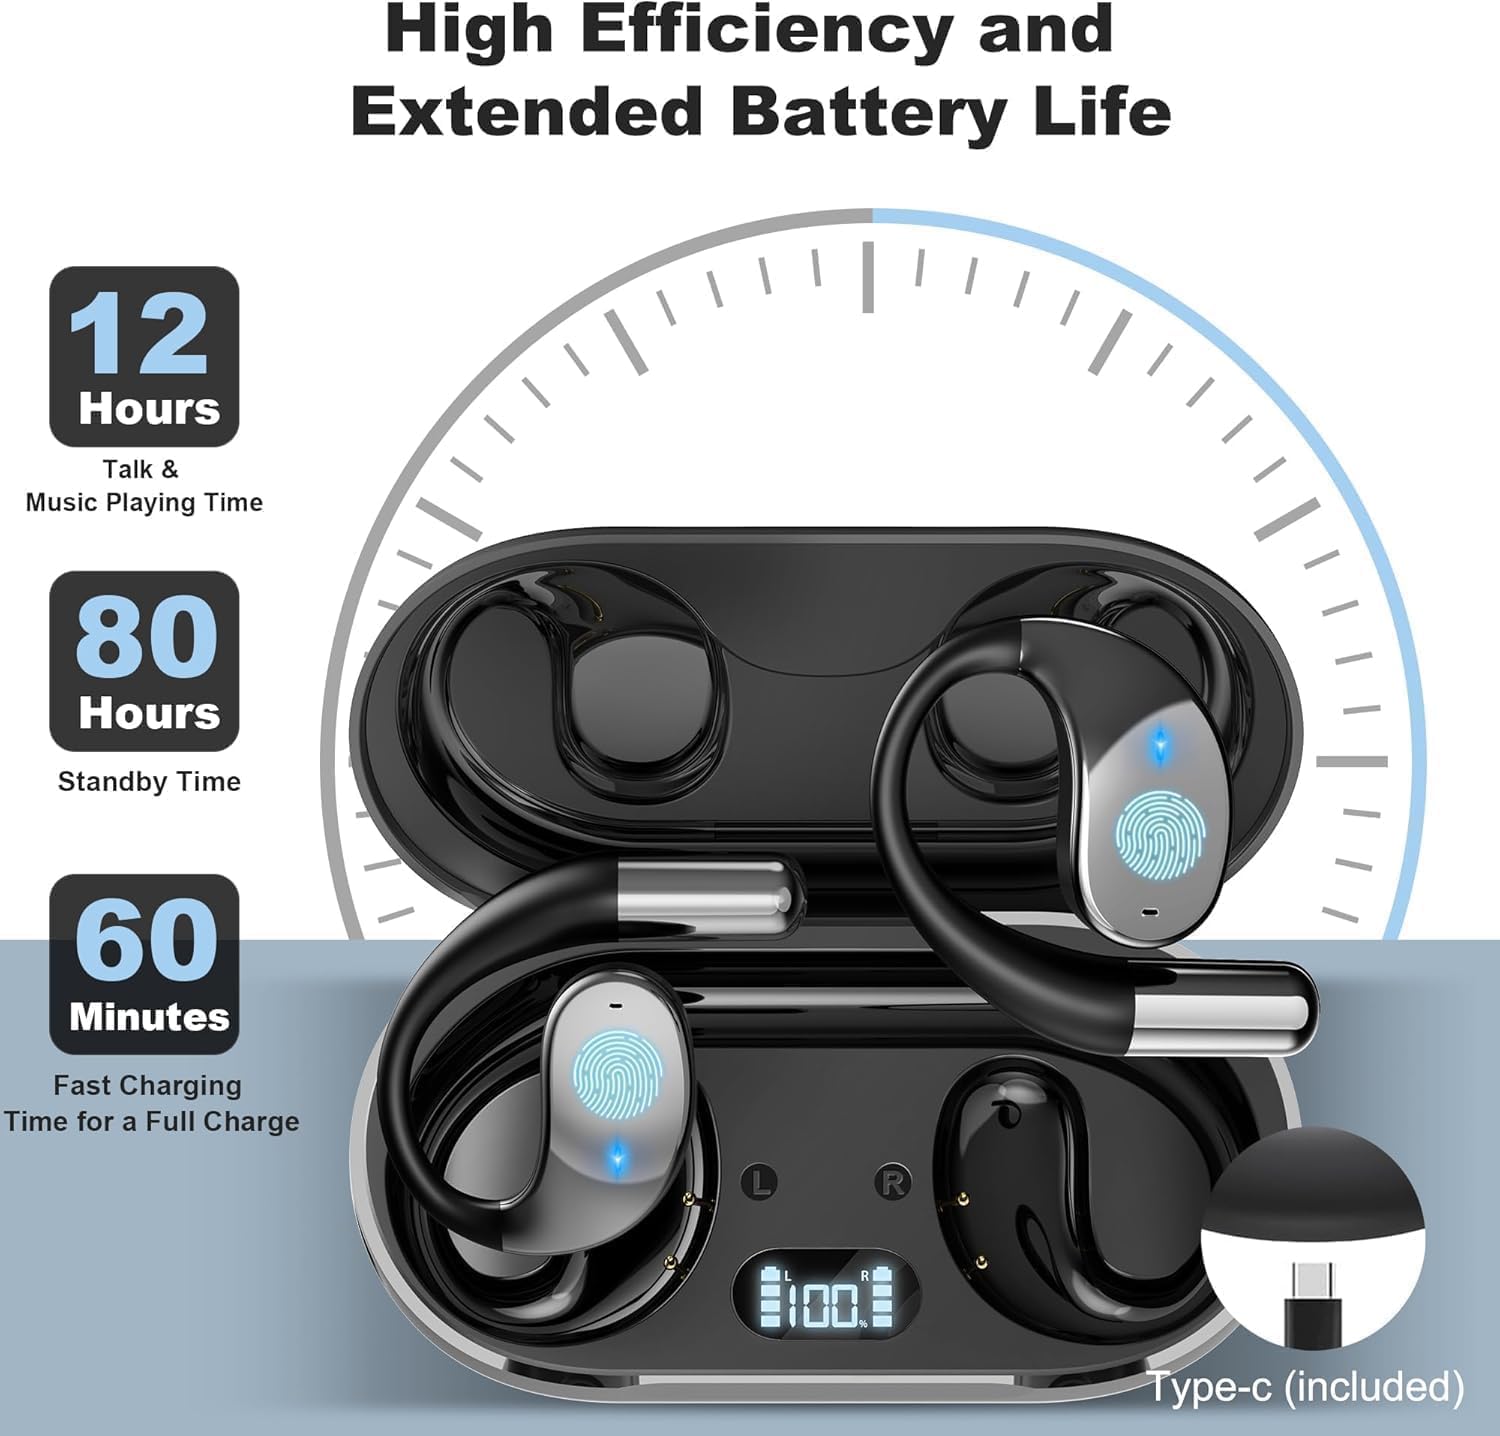 High Efficiency and
Extended Battery Life
12
Hours
Talk &
Music Playing Time
80
Hours
Standby Time
60
Minutes
Fast Charging
Time for a Full Charge
L
R
L
R
100%
Type-c (included)